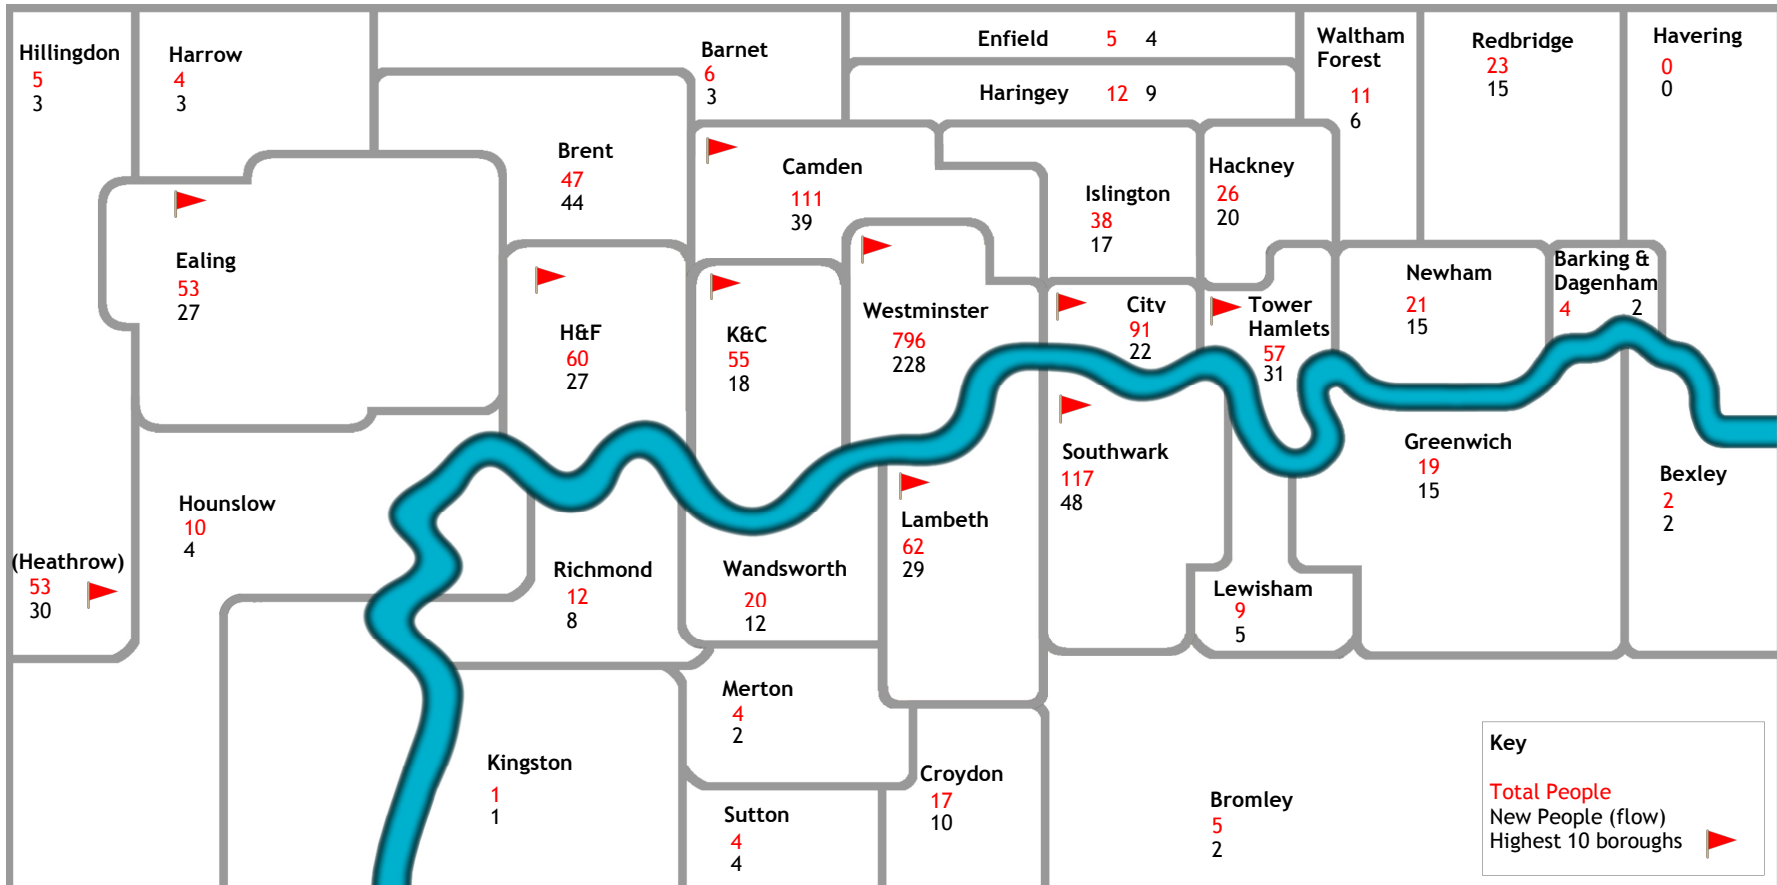 Hillingdon
5
3
Harrow
4
3
Barnet
6
3
Enfield 5 4
Haringey 12 9
Waltham
Forest
11
6
Redbridge
23
15
Havering
0
0
Brent
47
44
Camden
111
39
Islington
38
17
Hackney
26
20
Ealing
53
27
H&F
60
27
K&C
55
18
Westminster
796
228
City
91
22
Tower
Hamlets
57
31
Newham
21
15
Barking &
Dagenham
4 2
Hounslow
10
4
(Heathrow)
53
30
Richmond
12
8
Wandsworth
20
12
Lambeth
62
29
Southwark
117
48
Lewisham
9
5
Greenwich
19
15
Bexley
2
2
Kingston
1
1
Merton
4
2
Sutton
4
4
Croydon
17
10
Bromley
5
2
Key
Total People
New People (flow)
Highest 10 boroughs